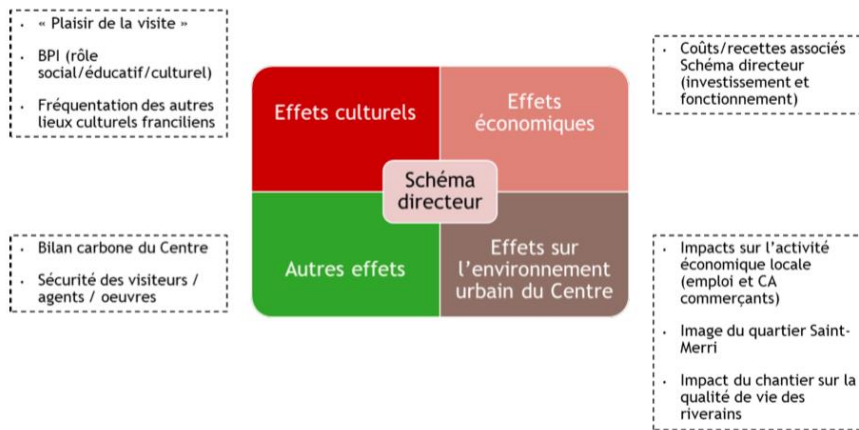 · « Plaisir de la visite »
· BPI (rôle
social/éducatif/culturel)
· Fréquentation des autres
lieux culturels franciliens
Effets culturels
Effets
économiques
· Coûts/recettes associés
Schéma directeur
(investissement et
fonctionnement)
Schéma
directeur
· Bilan carbone du Centre
· Sécurité des visiteurs /
agents / oeuvres
Autres effets
Effets sur
l'environnement
urbain du Centre
· Impacts sur l'activité
économique locale
(emploi et CA
commerçants)
· Image du quartier Saint-
Merri
· Impact du chantier sur la
qualité de vie des
riverains